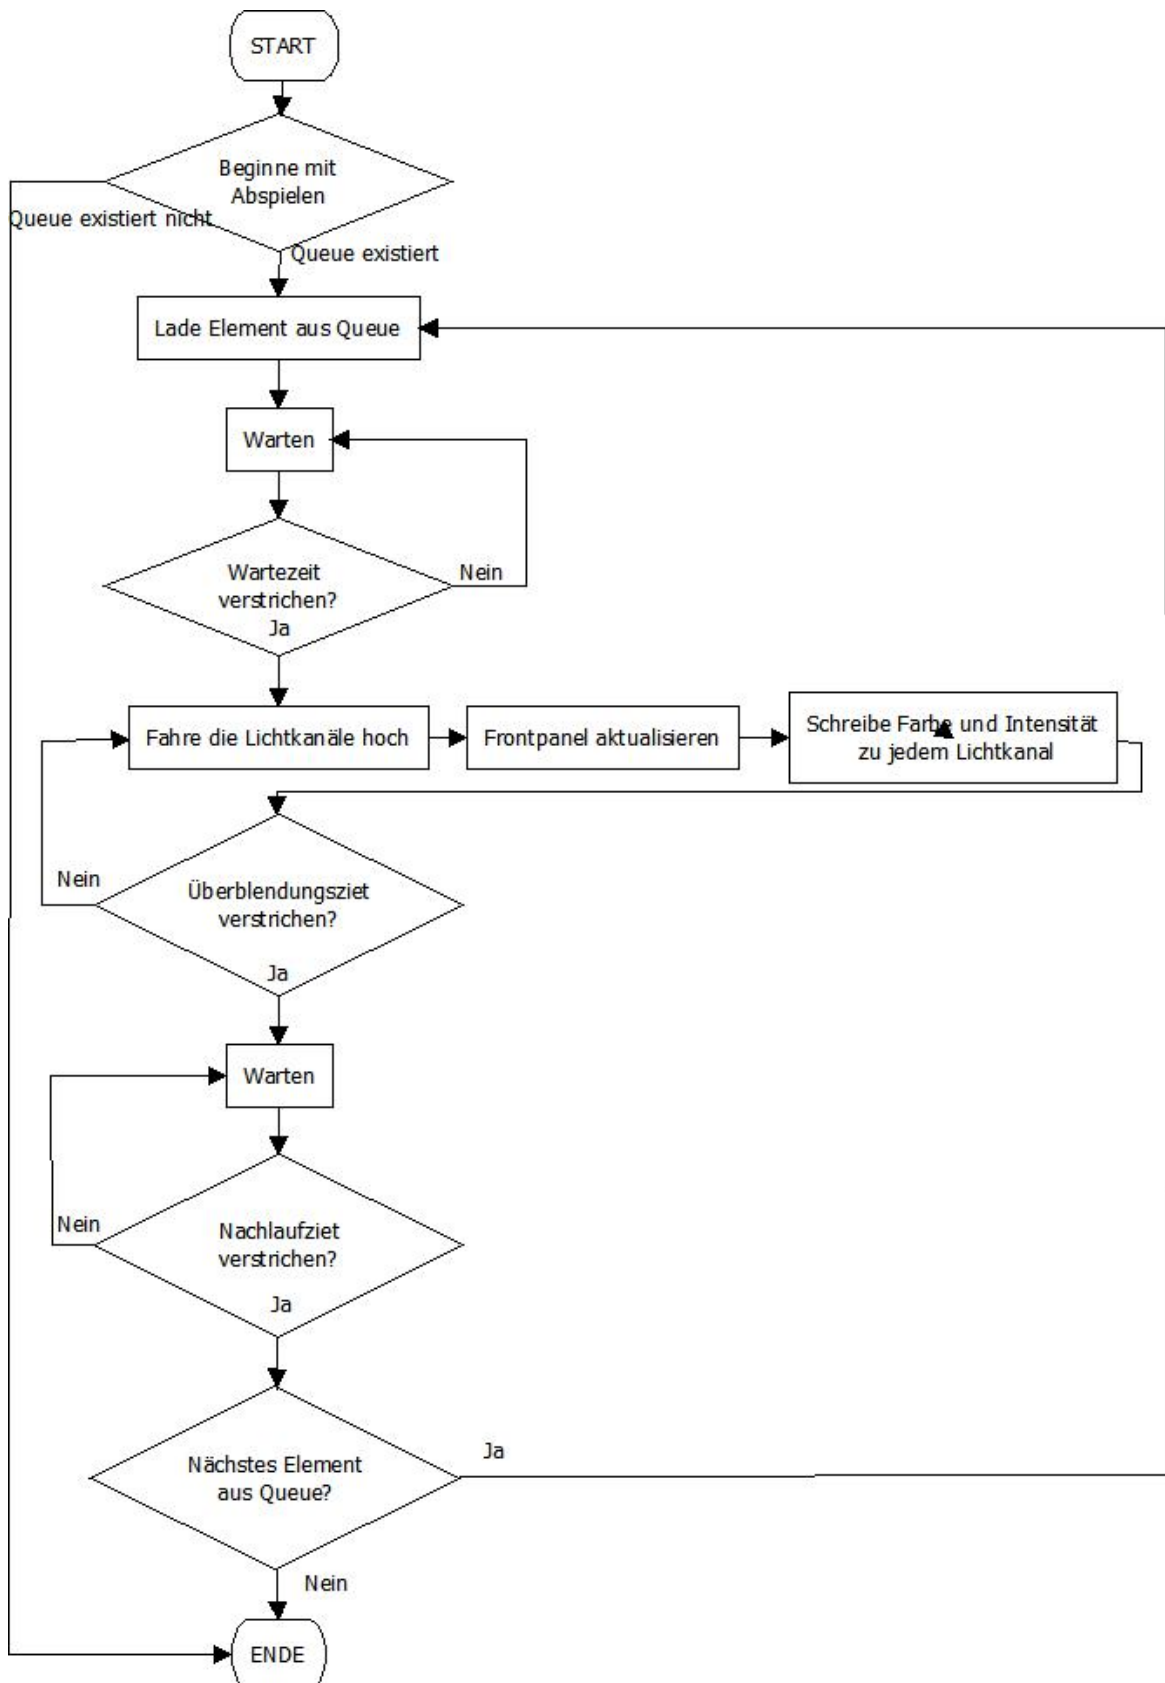 START
Beginne mit
Abspielen
Queue existiert nicht
Queue existiert
Lade Element aus Queue
Warten
Wartezeit
verstrichen?
Nein
Ja
Fahre die Lichtkanäle hoch
Frontpanel aktualisieren
Schreibe Farbe und Intensität
zu jedem Lichtkanal
Nein
Überblendungsziet
verstrichen?
Ja
Warten
Nein
Nachlaufziet
verstrichen?
Ja
Nächstes Element
aus Queue?
Ja
Nein
ENDE